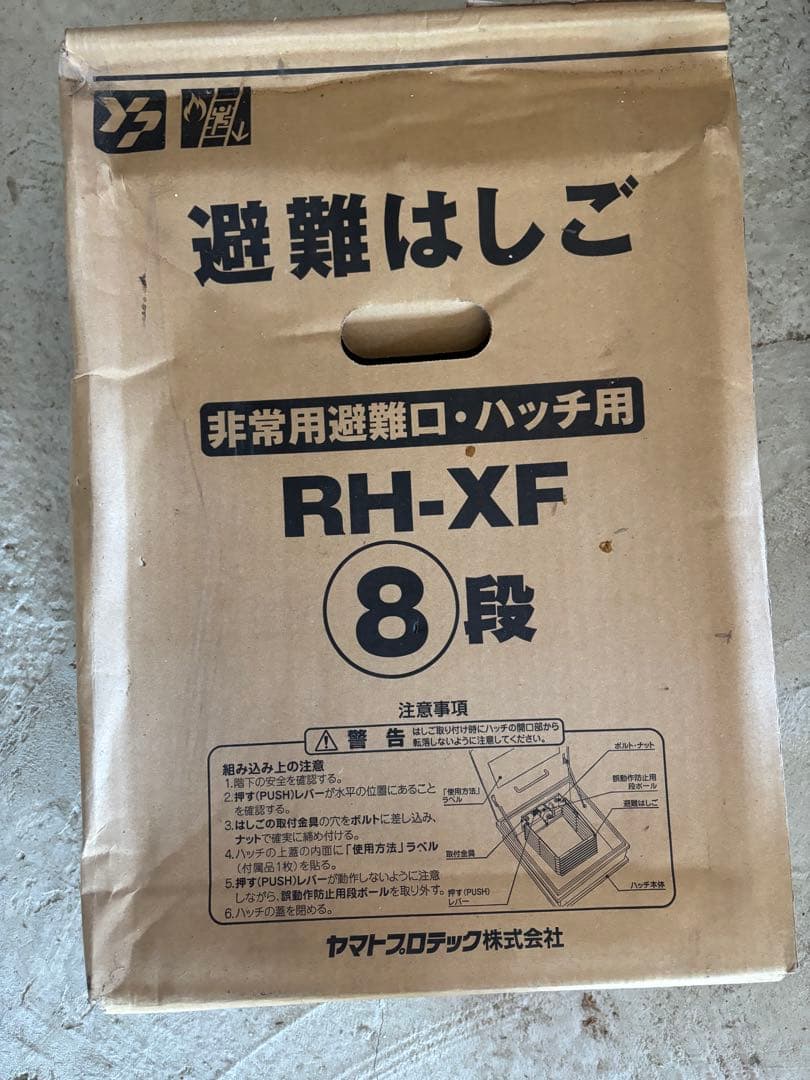 YP
避難はしご
非常用避難口・ハッチ用
RH-XF
8段
注意事項
警告 はしご取り付け時にハッチの開口部から
転落しないように注意してください。
組み込み上の注意
1.階下の安全を確認する。
2.押す(PUSH)レバーが水平の位置にあること
を確認する。
3.はしごの取付金具の穴をボルトに差し込み、
ナットで確実に締め付ける。
4.ハッチの上蓋の内面に「使用方法」ラベル
(付属品1枚)を貼る。
5.押す(PUSH)レバーが動作しないように注意
しながら、誤動作防止用段ボールを取り外す。
6.ハッチの蓋を閉める。
ボルト・ナット
「使用方法」
ラベル
誤動作防止用
段ボール
避難はしご
取付金具
押す(PUSH)
レバー
ハッチ本体
ヤマトプロテック株式会社